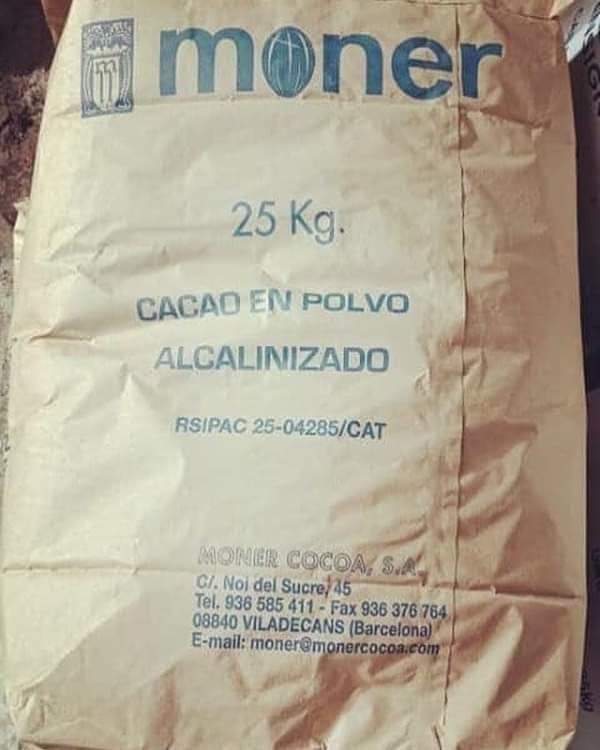 moner
25 Kg.
CACAO EN POLVO
ALCALINIZADO
RSIPAC 25-04285/CAT
MONER COCOA, S.A.
C/. Noi del Sucre, 45
Tel. 936 585 411 - Fax 936 376 764
08840 VILADECANS (Barcelona)
E-mail: moner@monercocoa.com